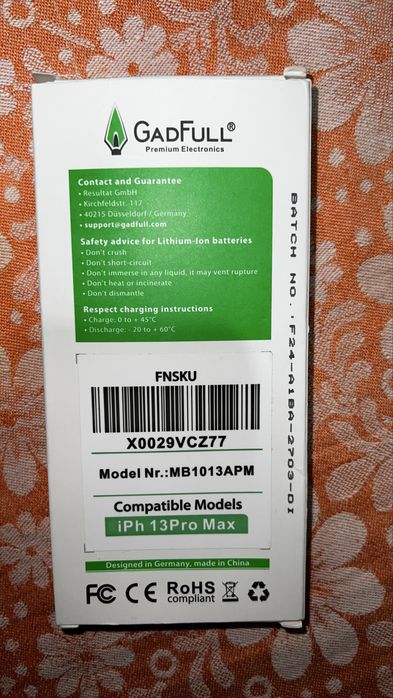 GADFULL®
Premium Electronics
Contact and Guarantee
• Resultat GmbH
• Kirchfeldstr. 117
• 40215 Düsseldorf / Germany
• support@gadfull.com
Safety advice for Lithium-Ion batteries
• Don't crush
• Don't short-circuit
• Don't immerse in any liquid, it may vent rupture
• Don't heat or incinerate
• Don't dismantle
Respect charging instructions
• Charge: 0 to + 45°C
• Discharge: - 20 to + 60°C
BATCH NO.:F24-A1BA-2703-DI
FNSKU
X0029VCZ77
Model Nr.:MB1013APM
Compatible Models
iPh 13Pro Max
Designed in Germany, made in China
FC CE RoHS
compliant